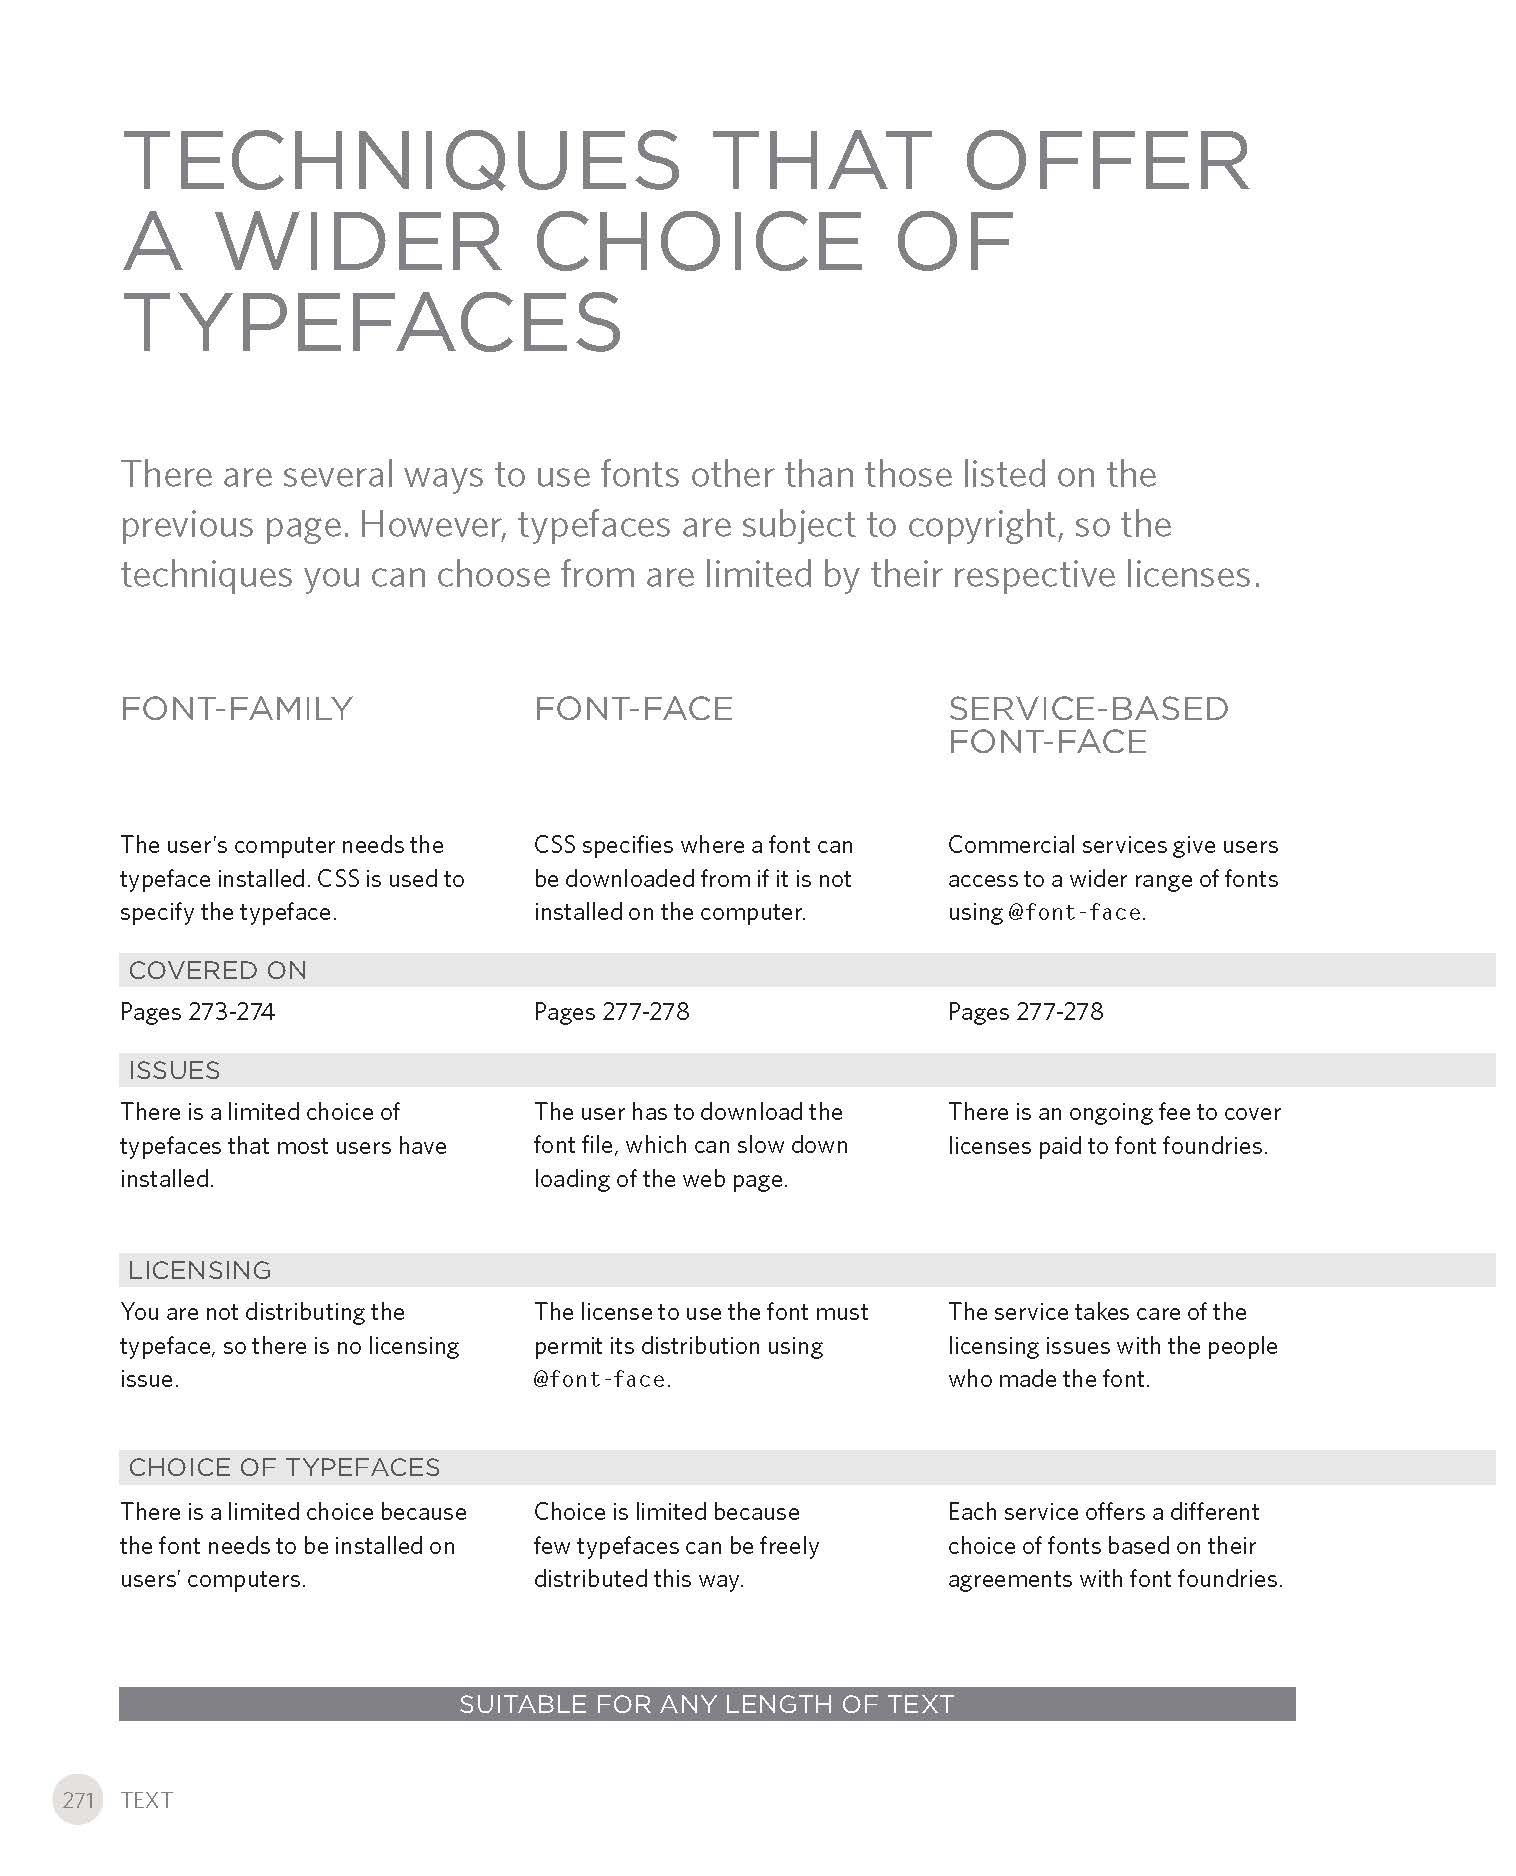 TECHNIQUES THAT OFFER
A WIDER CHOICE OF
TYPEFACES
There are several ways to use fonts other than those listed on the
previous page. However, typefaces are subject to copyright, so the
techniques you can choose from are limited by their respective licenses.
FONT-FAMILY
The user’s computer needs the
typeface installed. CSS is used to
specify the typeface.
FONT-FACE
CSS specifies where a font can
be downloaded from if it is not
installed on the computer.
SERVICE-BASED
FONT-FACE
Commercial services give users
access to a wider range of fonts
using @font-face.
COVERED ON
Pages 273-274
Pages 277-278
Pages 277-278
ISSUES
There is a limited choice of
typefaces that most users have
installed.
The user has to download the
font file, which can slow down
loading of the web page.
There is an ongoing fee to cover
licenses paid to font foundries.
LICENSING
You are not distributing the
typeface, so there is no licensing
issue.
The license to use the font must
permit its distribution using
@font-face.
The service takes care of the
licensing issues with the people
who made the font.
CHOICE OF TYPEFACES
There is a limited choice because
the font needs to be installed on
users’ computers.
Choice is limited because
few typefaces can be freely
distributed this way.
Each service offers a different
choice of fonts based on their
agreements with font foundries.
SUITABLE FOR ANY LENGTH OF TEXT
271 TEXT